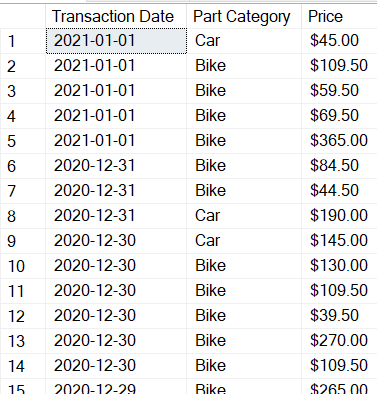 Transaction Date Part Category Price
1 2021-01-01 Car $45.00
2 2021-01-01 Bike $109.50
3 2021-01-01 Bike $59.50
4 2021-01-01 Bike $69.50
5 2021-01-01 Bike $365.00
6 2020-12-31 Bike $84.50
7 2020-12-31 Bike $44.50
8 2020-12-31 Car $190.00
9 2020-12-30 Car $145.00
10 2020-12-30 Bike $130.00
11 2020-12-30 Bike $109.50
12 2020-12-30 Bike $39.50
13 2020-12-30 Bike $270.00
14 2020-12-30 Bike $109.50
15 2020-12-29 Bike $265.00